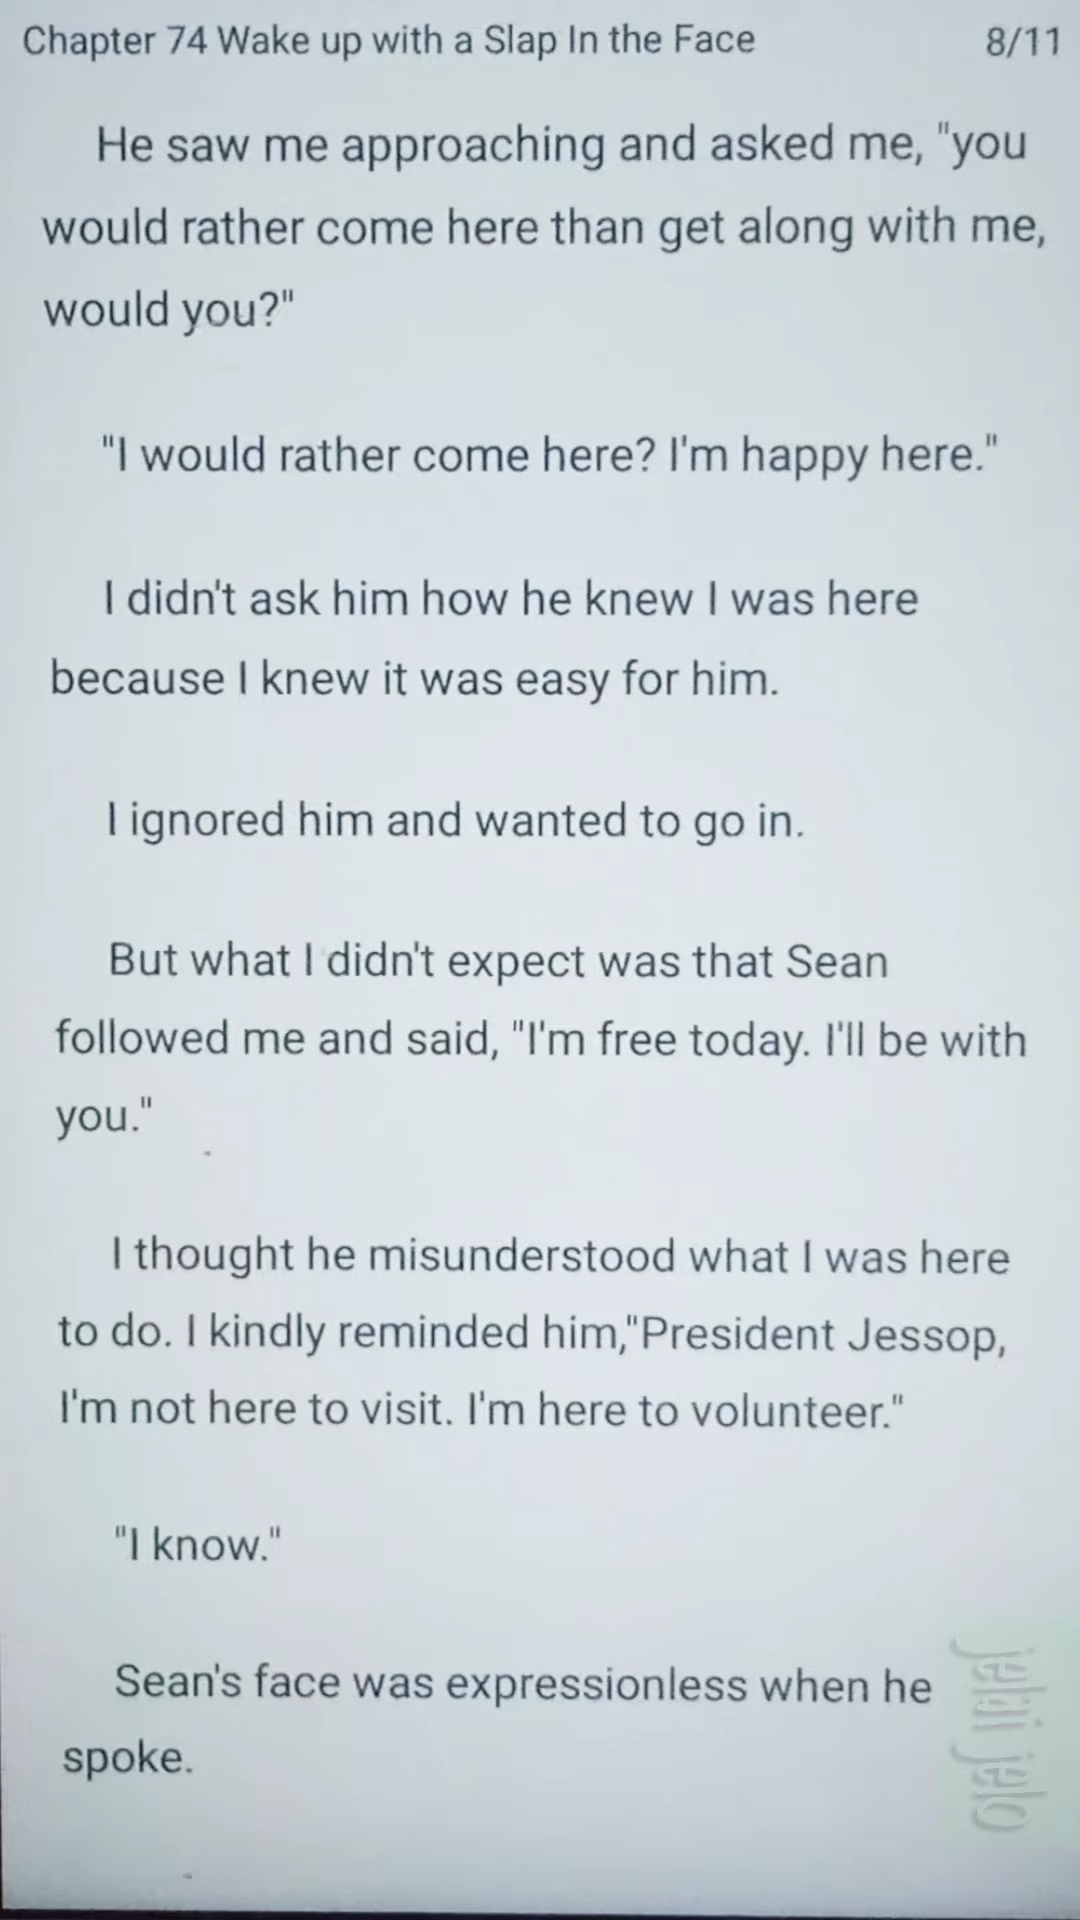 Chapter 74 Wake up with a Slap In the Face 8/11
He saw me approaching and asked me, "you
would rather come here than get along with me,
would you?"
"I would rather come here? I'm happy here."
I didn't ask him how he knew I was here
because I knew it was easy for him.
I ignored him and wanted to go in.
But what I didn't expect was that Sean
followed me and said, "I'm free today. I'll be with
you."
I thought he misunderstood what I was here
to do. I kindly reminded him,"President Jessop,
I'm not here to visit. I'm here to volunteer."
"I know."
Sean's face was expressionless when he
spoke.
jelai jelo